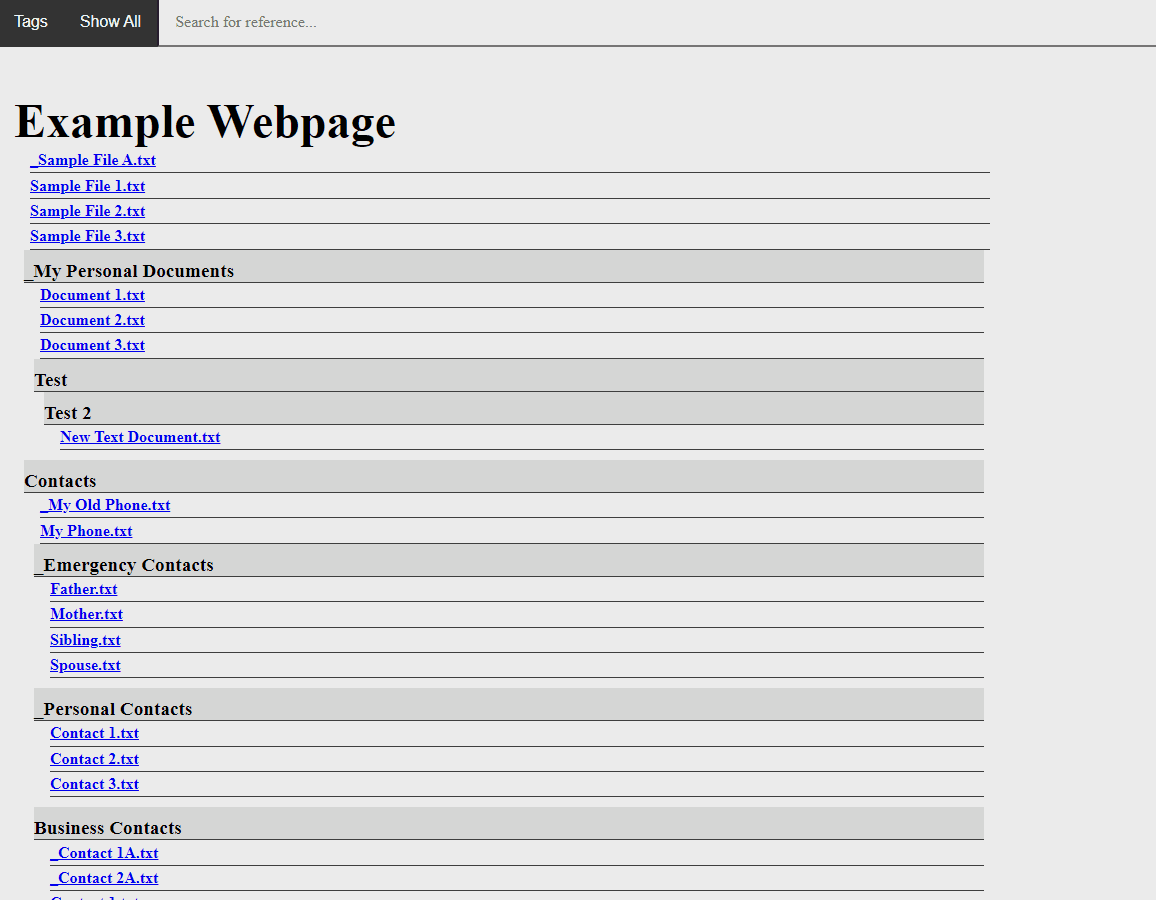 Tags Show All Search for reference...
Example Webpage
_Sample File A.txt
Sample File 1.txt
Sample File 2.txt
Sample File 3.txt
_My Personal Documents
Document 1.txt
Document 2.txt
Document 3.txt
Test
Test 2
New Text Document.txt
Contacts
_My Old Phone.txt
My Phone.txt
_Emergency Contacts
Father.txt
Mother.txt
Sibling.txt
Spouse.txt
_Personal Contacts
Contact 1.txt
Contact 2.txt
Contact 3.txt
Business Contacts
_Contact 1A.txt
_Contact 2A.txt